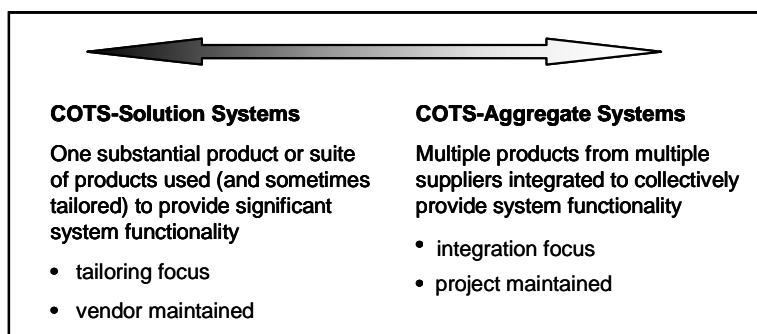 COTS-Solution Systems
One substantial product or suite
of products used (and sometimes
tailored) to provide significant
system functionality
• tailoring focus
• vendor maintained
COTS-Aggregate Systems
Multiple products from multiple
suppliers integrated to collectively
provide system functionality
• integration focus
• project maintained